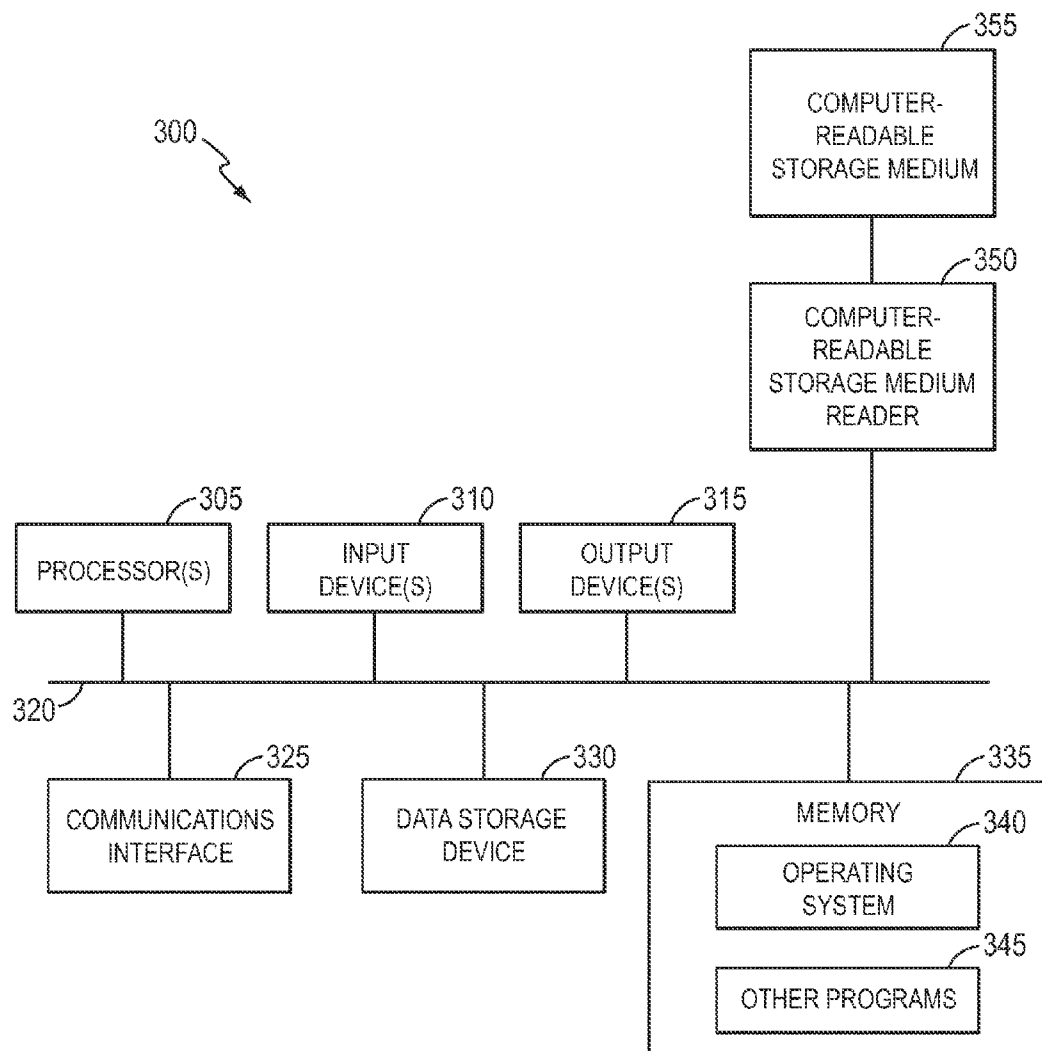 355
COMPUTER-
READABLE
STORAGE MEDIUM
300
350
COMPUTER-
READABLE
STORAGE MEDIUM
READER
305
PROCESSOR(S)
310
INPUT
DEVICE(S)
315
OUTPUT
DEVICE(S)
320
325
COMMUNICATIONS
INTERFACE
330
DATA STORAGE
DEVICE
335
MEMORY
340
OPERATING
SYSTEM
345
OTHER PROGRAMS